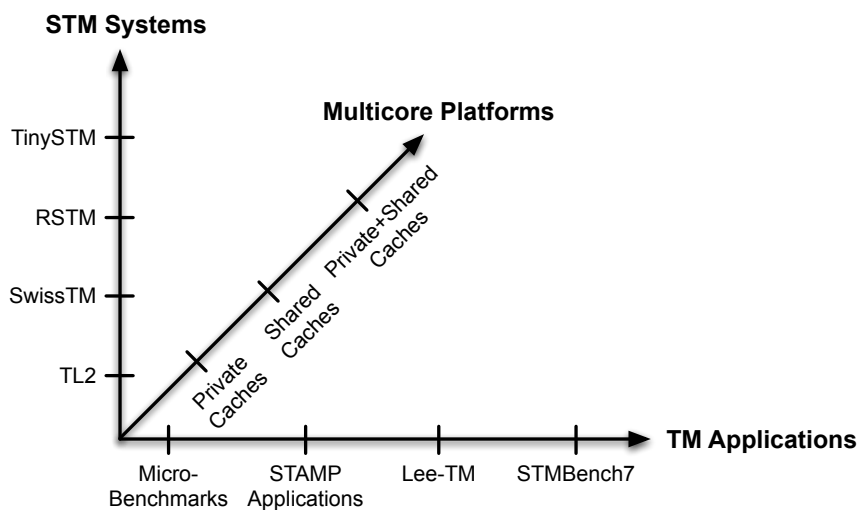 STM Systems
Multicore Platforms
TinySTM
RSTM
SwissTM
TL2
Private+Shared
Caches
Shared
Caches
Private
Caches
TM Applications
Micro-
Benchmarks
STAMP
Applications
Lee-TM
STMBench7